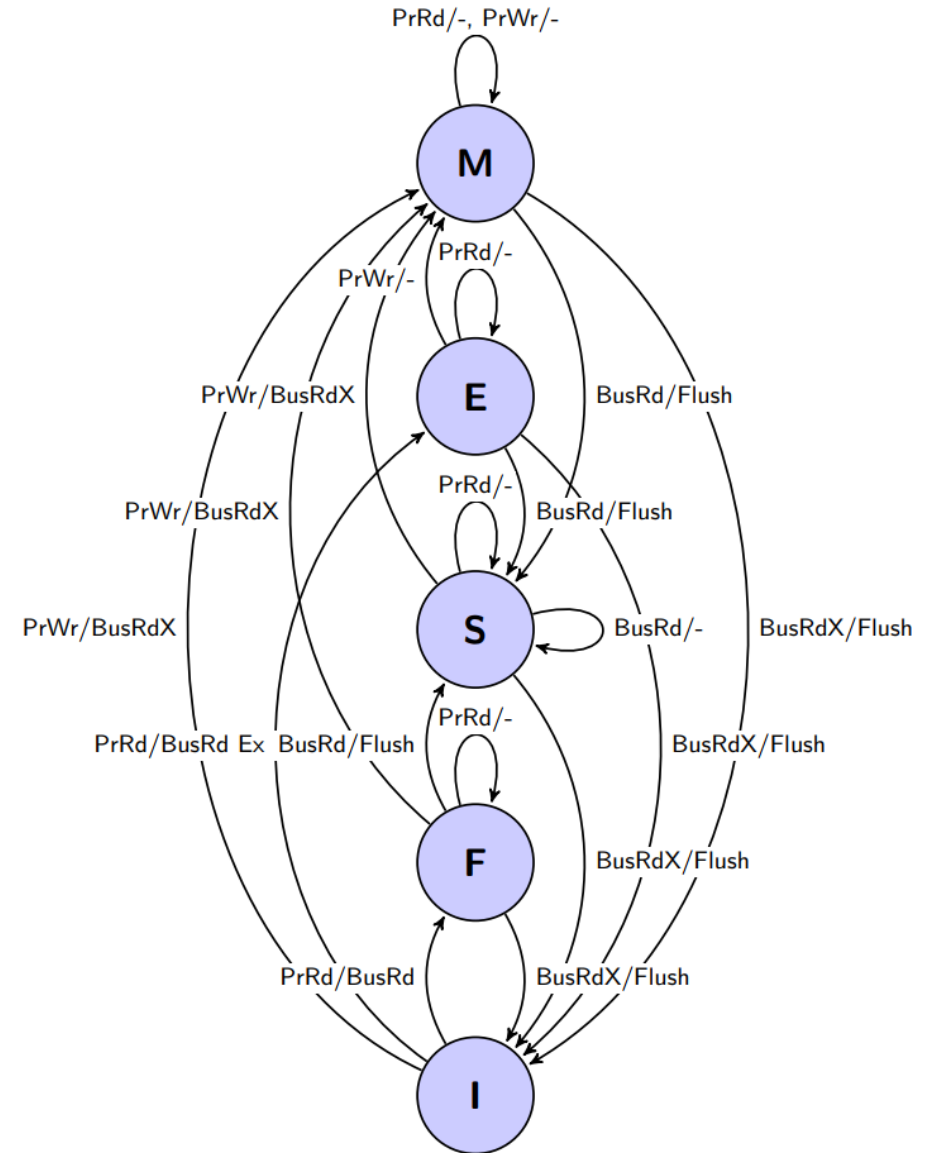 PrRd/-, PrWr/-
M
PrRd/-
PrWr/-
E
PrWr/BusRdX
BusRd/Flush
PrRd/-
PrWr/BusRdX
BusRd/Flush
PrWr/BusRdX
S
BusRd/-
BusRdX/Flush
PrRd/-
PrRd/BusRd Ex
BusRd/Flush
BusRdX/Flush
F
BusRdX/Flush
PrRd/BusRd
BusRdX/Flush
I